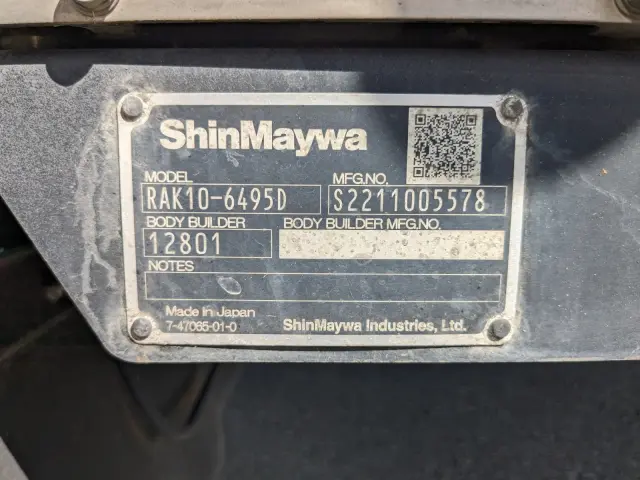 ShinMaywa
MODEL MFG.NO.
RAK10-6495D S2211005578
BODY BUILDER BODY BUILDER MFG.NO.
12801
NOTES
Made in Japan
7-47065-01-0 ShinMaywa Industries, Ltd.